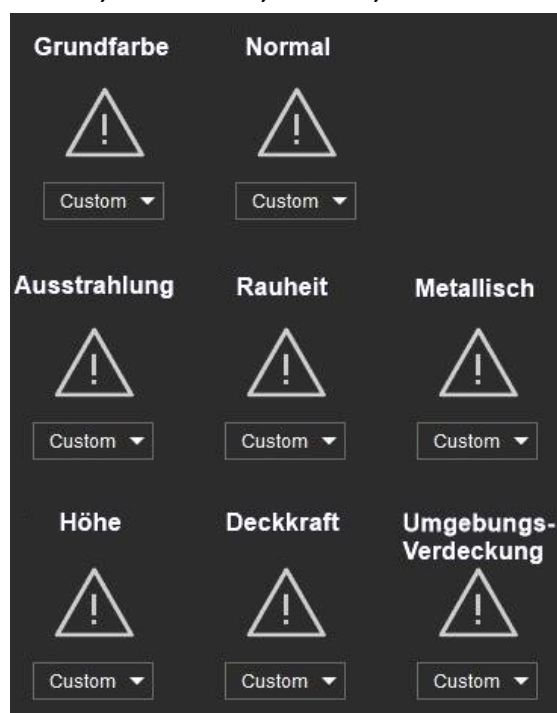 Grundfarbe Normal
Custom Custom
Ausstrahlung Rauheit Metallisch
Custom Custom Custom
Höhe Deckkraft Umgebungs-
Verdeckung
Custom Custom Custom